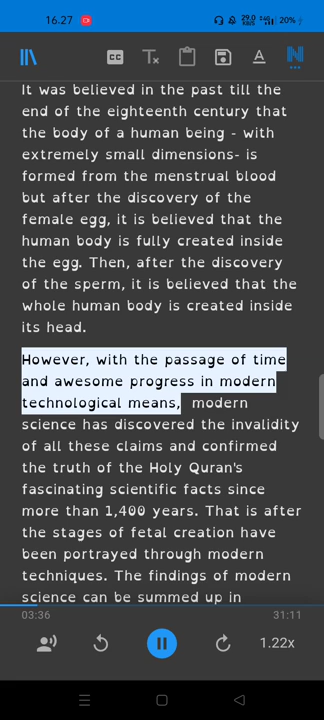 16.27
29.0
KB/S
20%
CC
It was believed in the past till the
end of the eighteenth century that
the body of a human being - with
extremely small dimensions- is
formed from the menstrual blood
but after the discovery of the
female egg, it is believed that the
human body is fully created inside
the egg. Then, after the discovery
of the sperm, it is believed that the
whole human body is created inside
its head.
However, with the passage of time
and awesome progress in modern
technological means, modern
science has discovered the invalidity
of all these claims and confirmed
the truth of the Holy Quran's
fascinating scientific facts since
more than 1,400 years. That is after
the stages of fetal creation have
been portrayed through modern
techniques. The findings of modern
science can be summed up in
03:36
31:11
1.22x